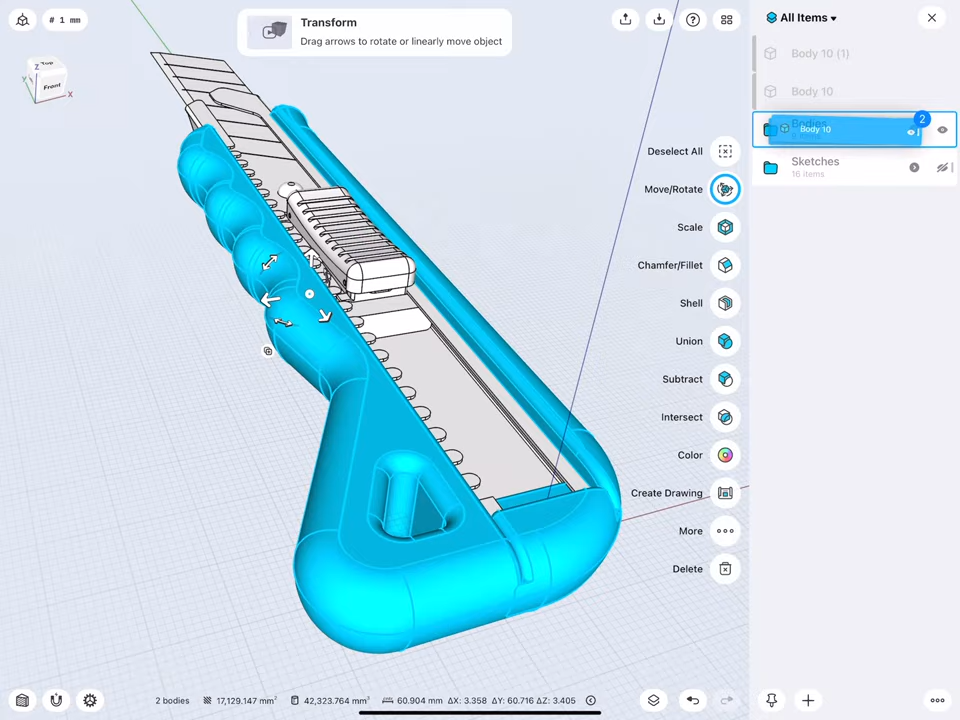 # 1 mm
Transform
Drag arrows to rotate or linearly move object
All Items
Top
Front
Z
Y
X
Body 10 (1)
Body 10
Bodies
Body 10
2
Sketches
16 items
Deselect All
Move/Rotate
Scale
Chamfer/Fillet
Shell
Union
Subtract
Intersect
Color
Create Drawing
More
Delete
2 bodies 17,129.147 mm² 42,323.764 mm³ 60.904 mm ΔX: 3.358 ΔY: 60.716 ΔZ: 3.405